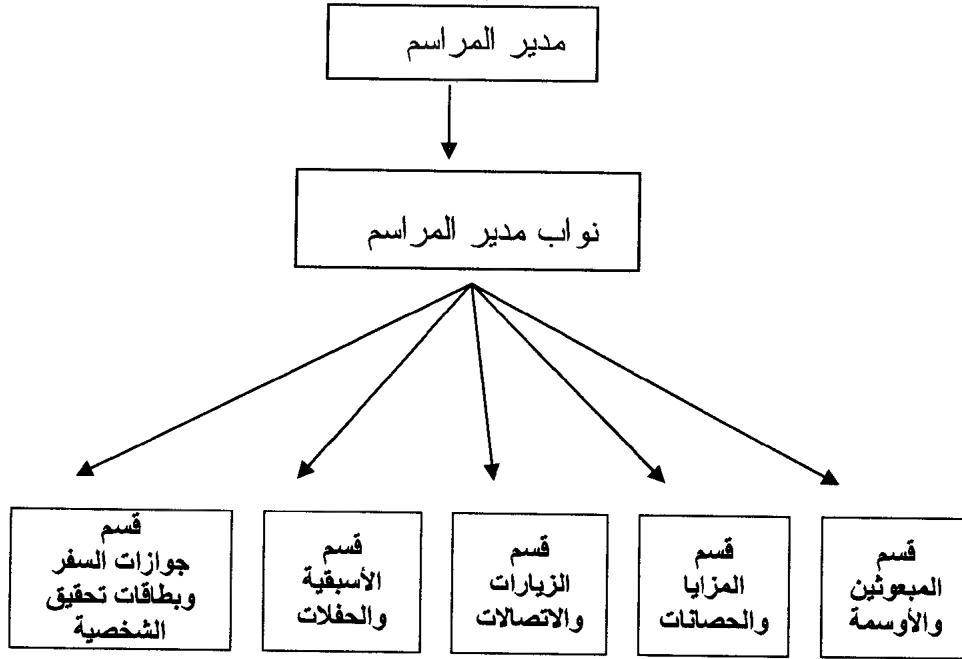 مدير المراسم
نواب مدير المراسم
قسم
المبعوثين
والأوسمة
قسم
المزايا
والحصانات
قسم
الزيارات
والاتصالات
قسم
الأسبقية
والحفلات
قسم
جوازات السفر
وبطاقات تحقيق
الشخصية